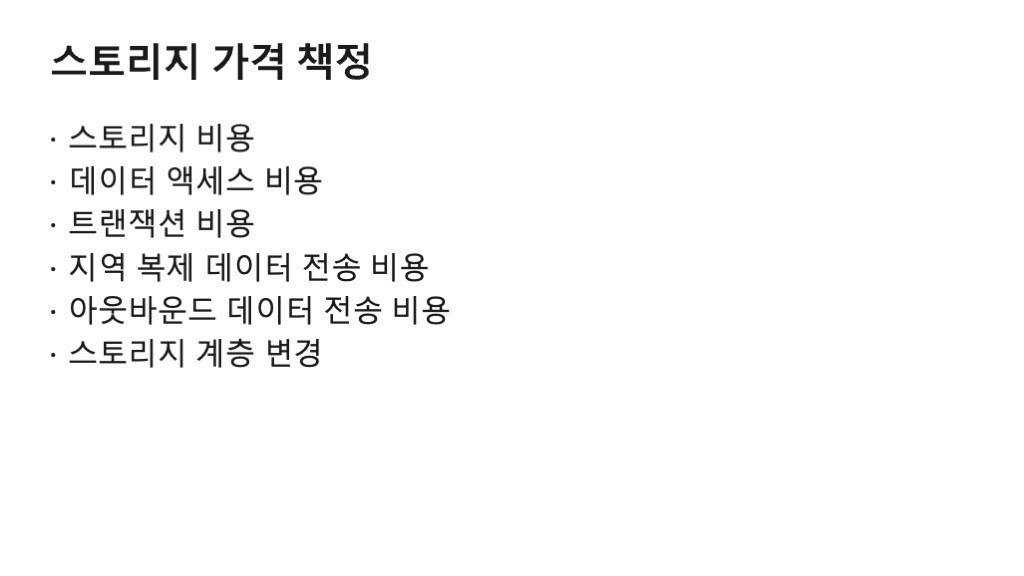 스토리지 가격 책정
· 스토리지 비용
· 데이터 액세스 비용
· 트랜잭션 비용
· 지역 복제 데이터 전송 비용
· 아웃바운드 데이터 전송 비용
· 스토리지 계층 변경